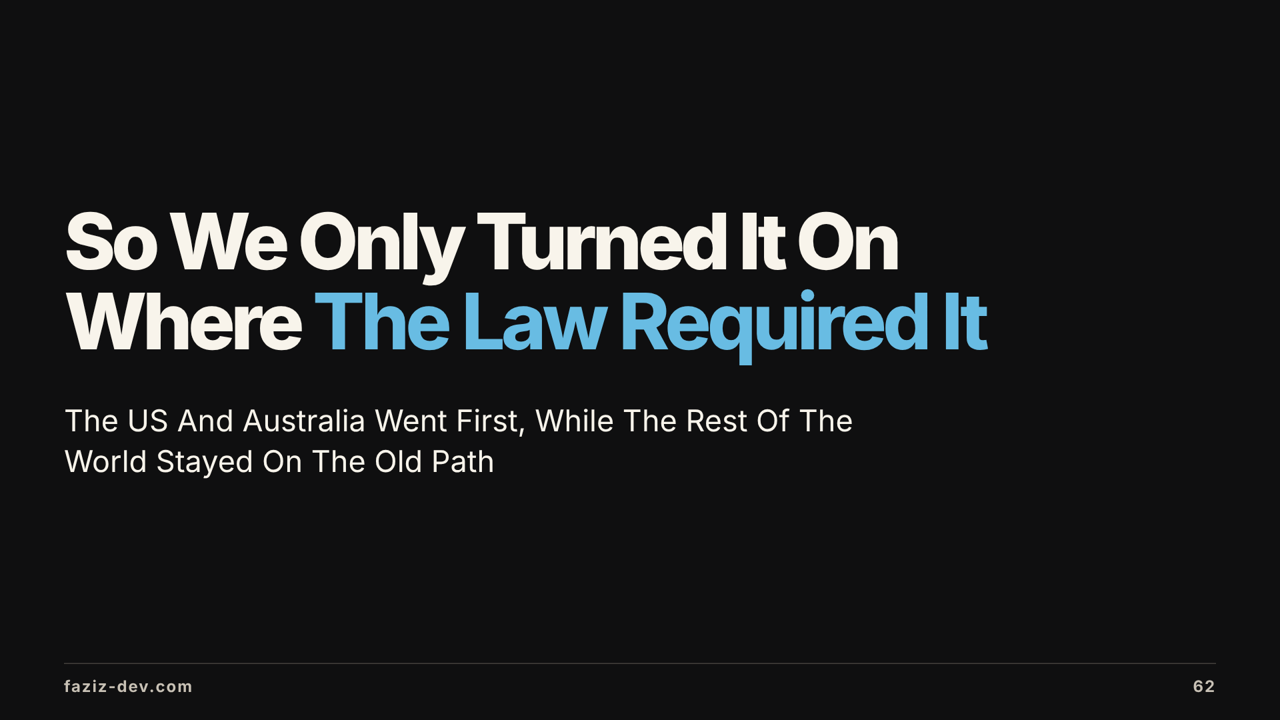 So We Only Turned It On
Where The Law Required It
The US And Australia Went First, While The Rest Of The
World Stayed On The Old Path
faziz-dev.com
62